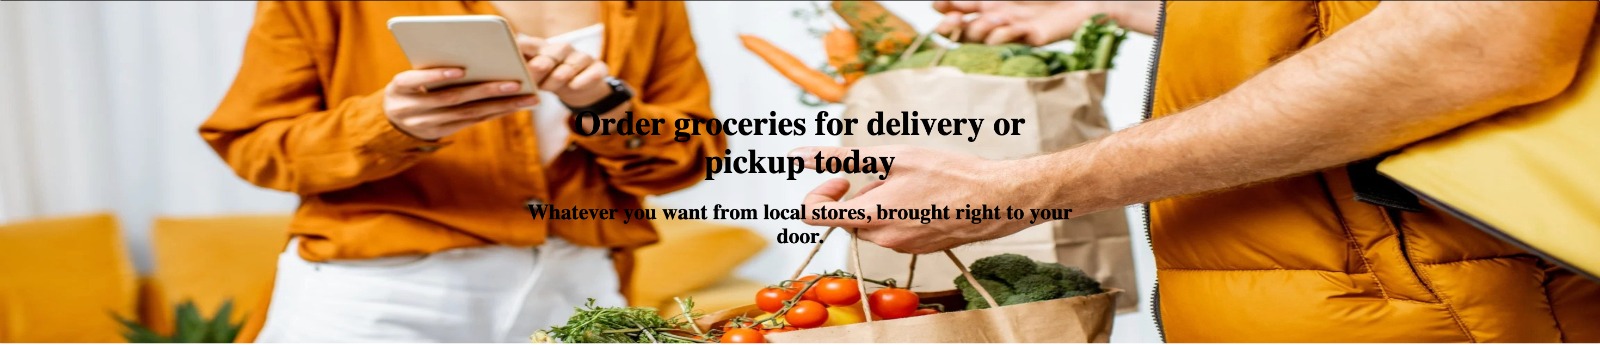 Order groceries for delivery or
pickup today
Whatever you want from local stores, brought right to your
door.